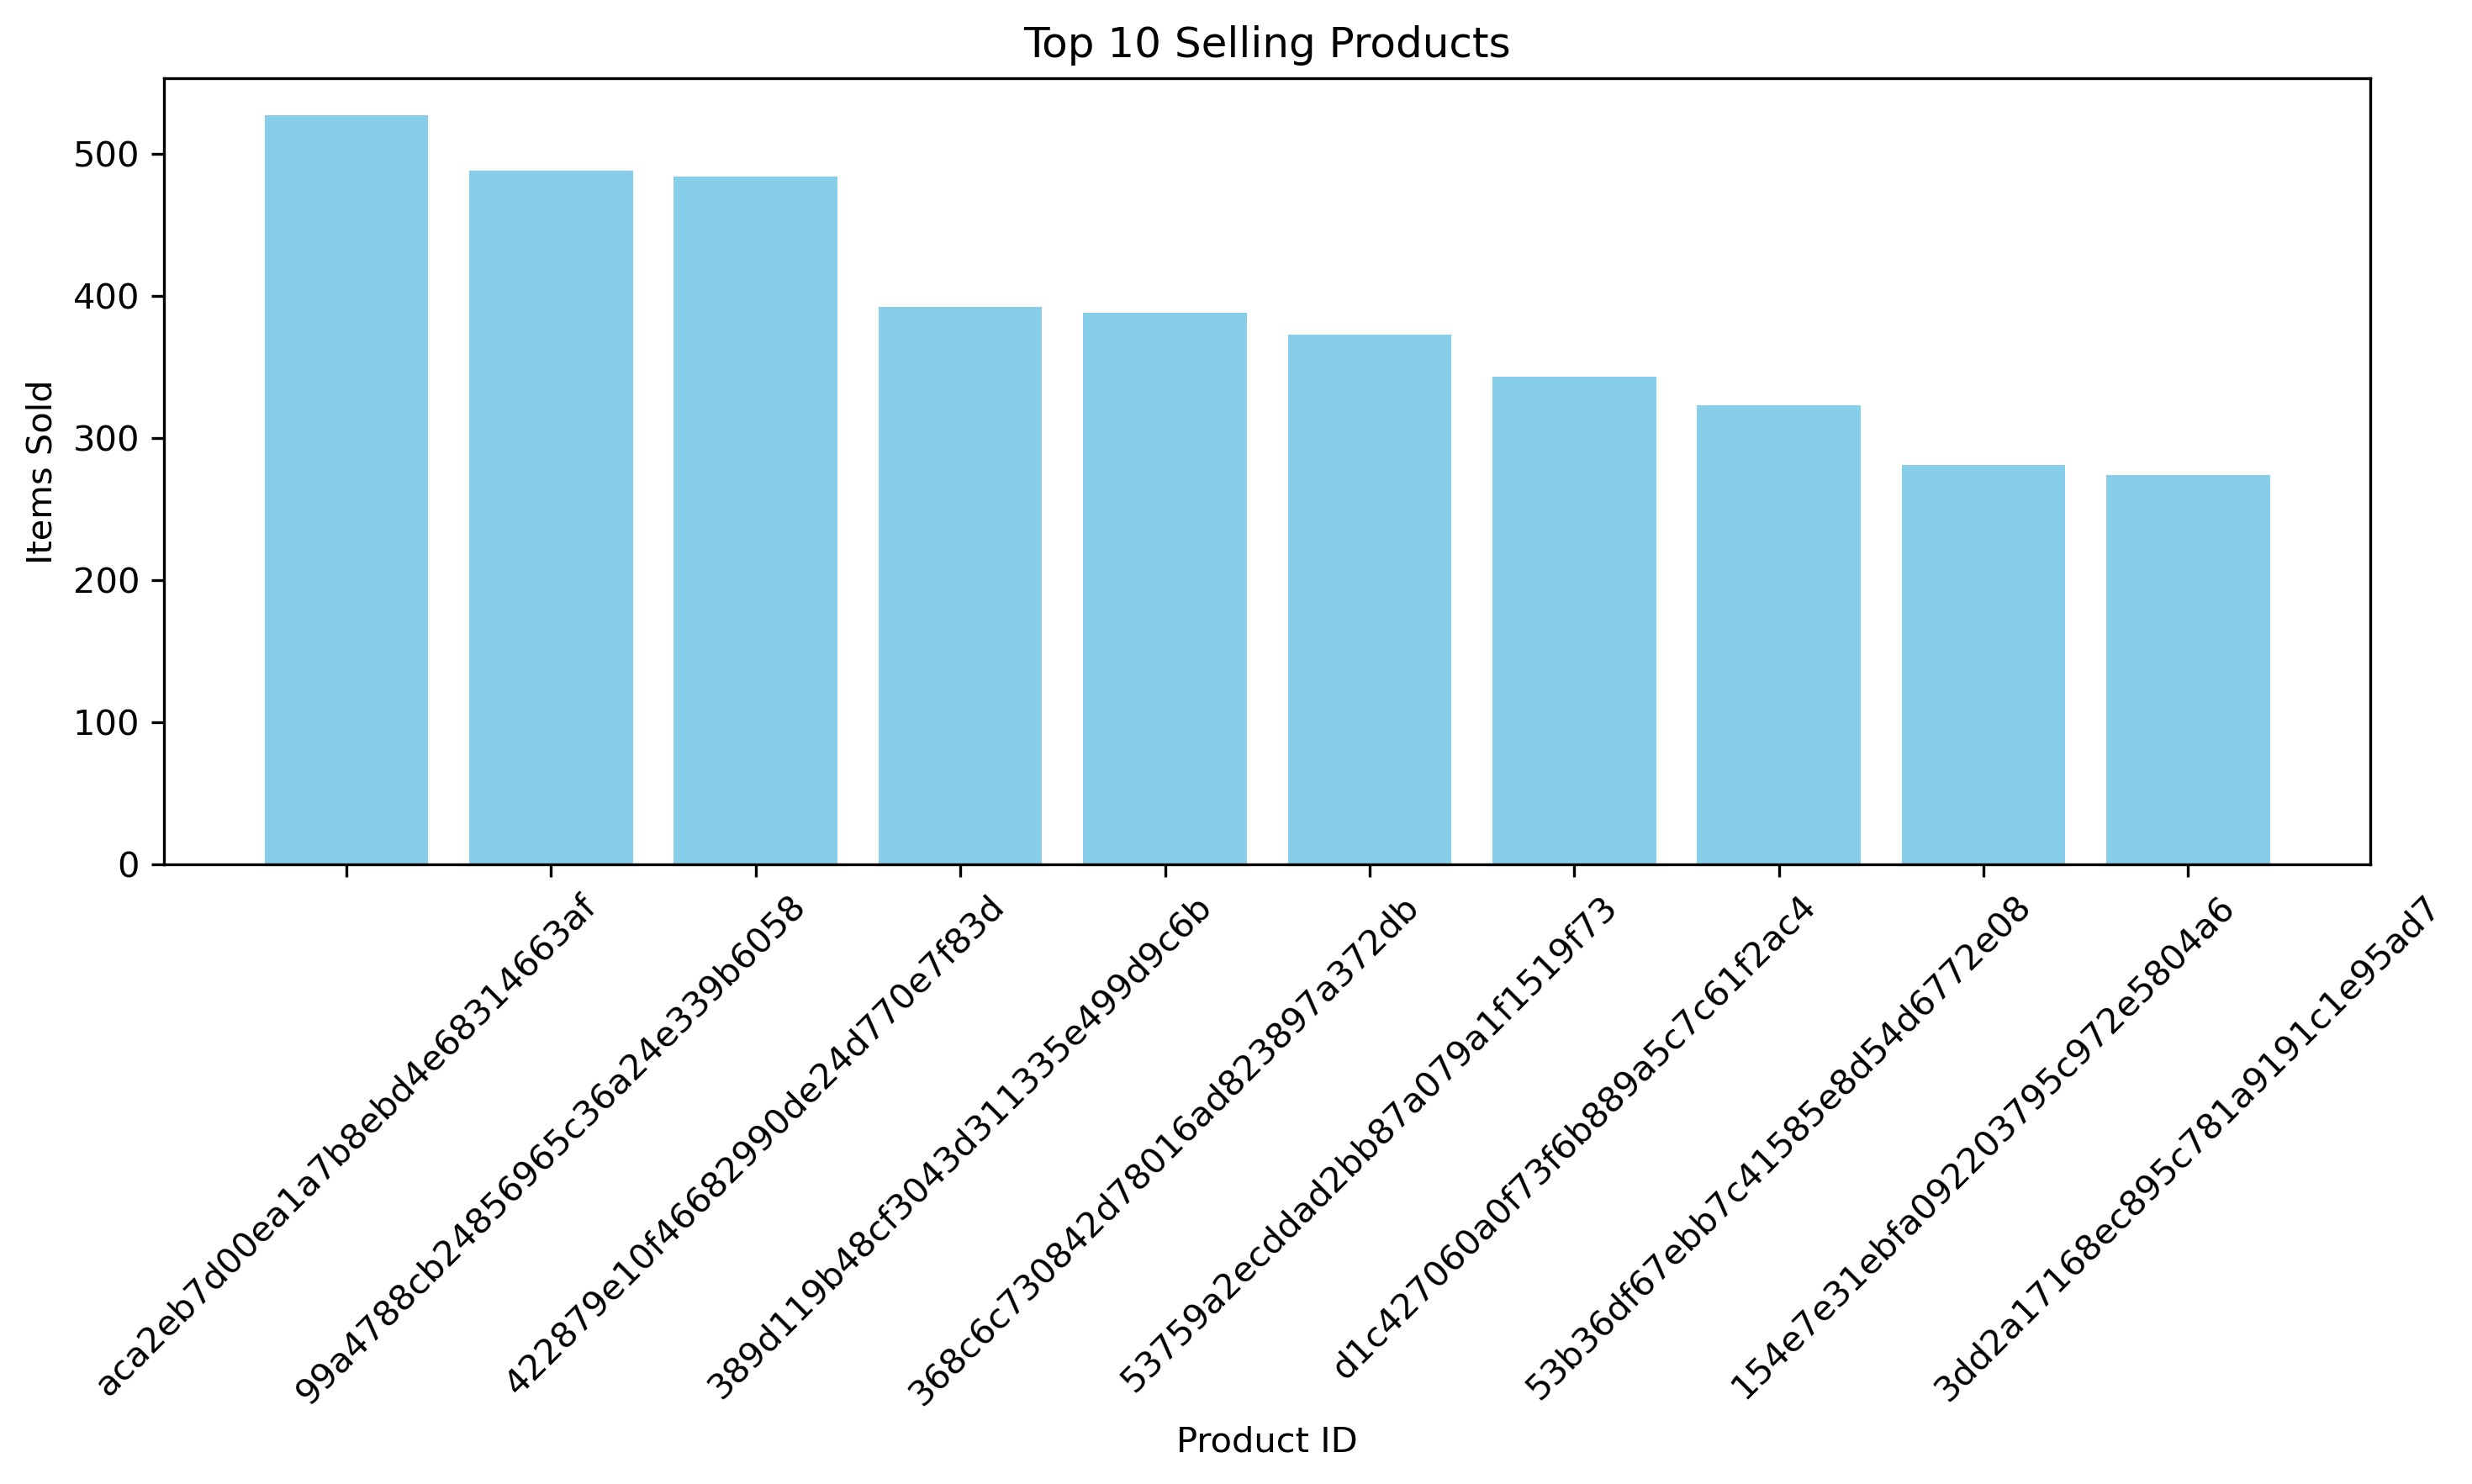 Top 10 Selling Products
Items Sold
500
400
300
200
100
0
aca2eb7d00ea1a7b8ebd4e68314663af
99a4788cb24856965c36a24e339b6058
422879e10f46682990de24d770e7f83d
389d119b48cf3043d311335e499d9c6b
368c6c730842d78016ad823897a372db
53759a2ecddad2bb87a079a1f1519f73
d1c427060a0f73f6b889a5c7c61f2ac4
53b36df67ebb7c41585e8d54d6772e08
154e7e31ebfa092203795c972e5804a6
3dd2a17168ec895c781a9191c1e95ad7
Product ID